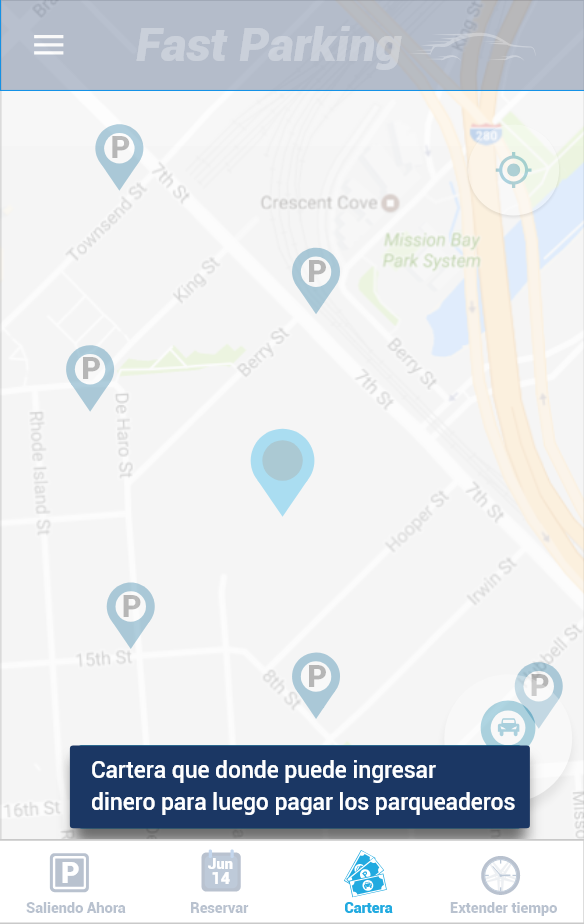 Fast Parking
King St
280
P
7th St
Townsend St
Crescent Cove
Mission Bay
Park System
King St
P
Berry St
Berry St
P
7th St
De Haro St
Rhode Island St
7th St
Hooper St
Irwin St
P
15th St
8th St
P
P
Cartera que donde puede ingresar
dinero para luego pagar los parqueaderos
16th St
P
Jun
14
Saliendo Ahora
Reservar
Cartera
Extender tiempo